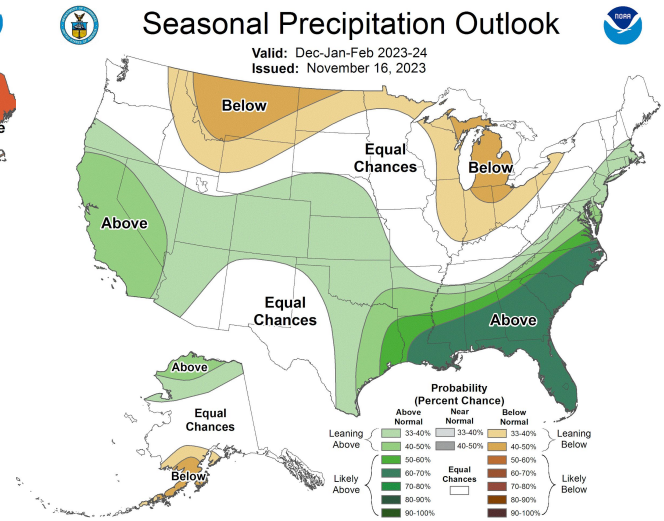 Seasonal Precipitation Outlook
NOAA
Valid: Dec-Jan-Feb 2023-24
Issued: November 16, 2023
Below
Equal
Chances
Below
Above
Equal
Chances
Above
Above
Equal
Chances
Below
Probability
(Percent Chance)
Above
Normal
Near
Normal
Below
Normal
Leaning
Above
33-40%
33-40%
33-40%
Leaning
Below
40-50%
40-50%
40-50%
Likely
Above
50-60%
50-60%
Likely
Below
60-70%
Equal
Chances
60-70%
70-80%
70-80%
80-90%
80-90%
90-100%
90-100%